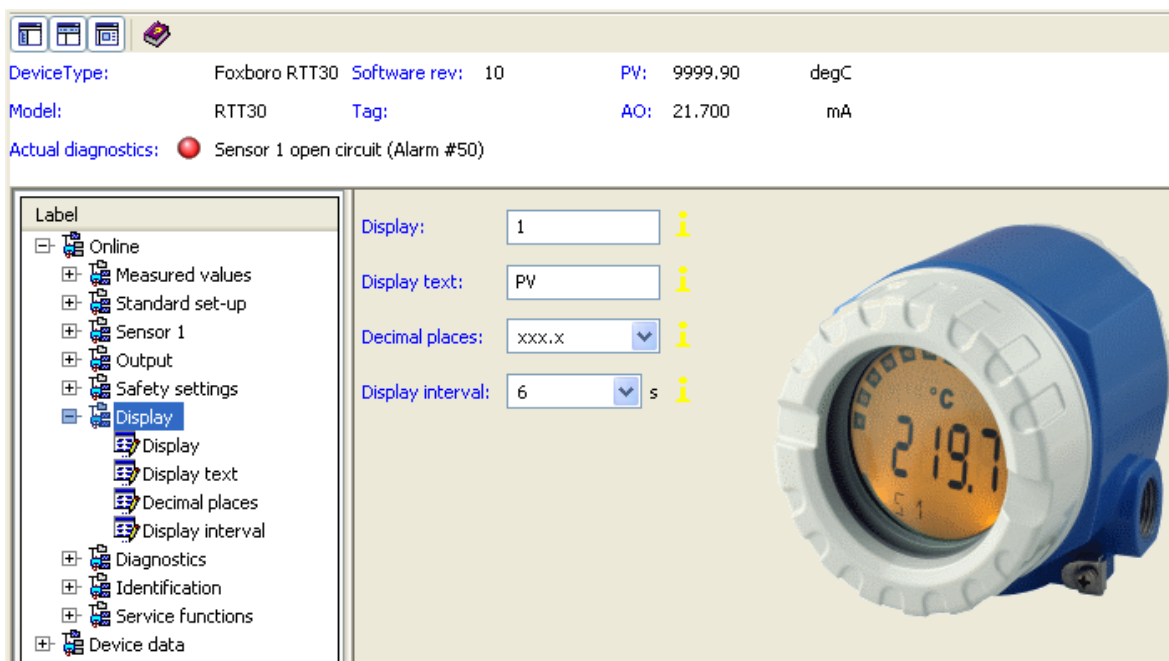 DeviceType: Foxboro RTT30 Software rev: 10 PV: 9999.90 degC
Model: RTT30 Tag: AO: 21.700 mA
Actual diagnostics: Sensor 1 open circuit (Alarm #50)
Label
Online
Measured values
Standard set-up
Sensor 1
Output
Safety settings
Display
Display
Display text
Decimal places
Display interval
Diagnostics
Identification
Service functions
Device data
Display: 1
Display text: PV
Decimal places: xxx.x
Display interval: 6 s
°C
219.7
S 1